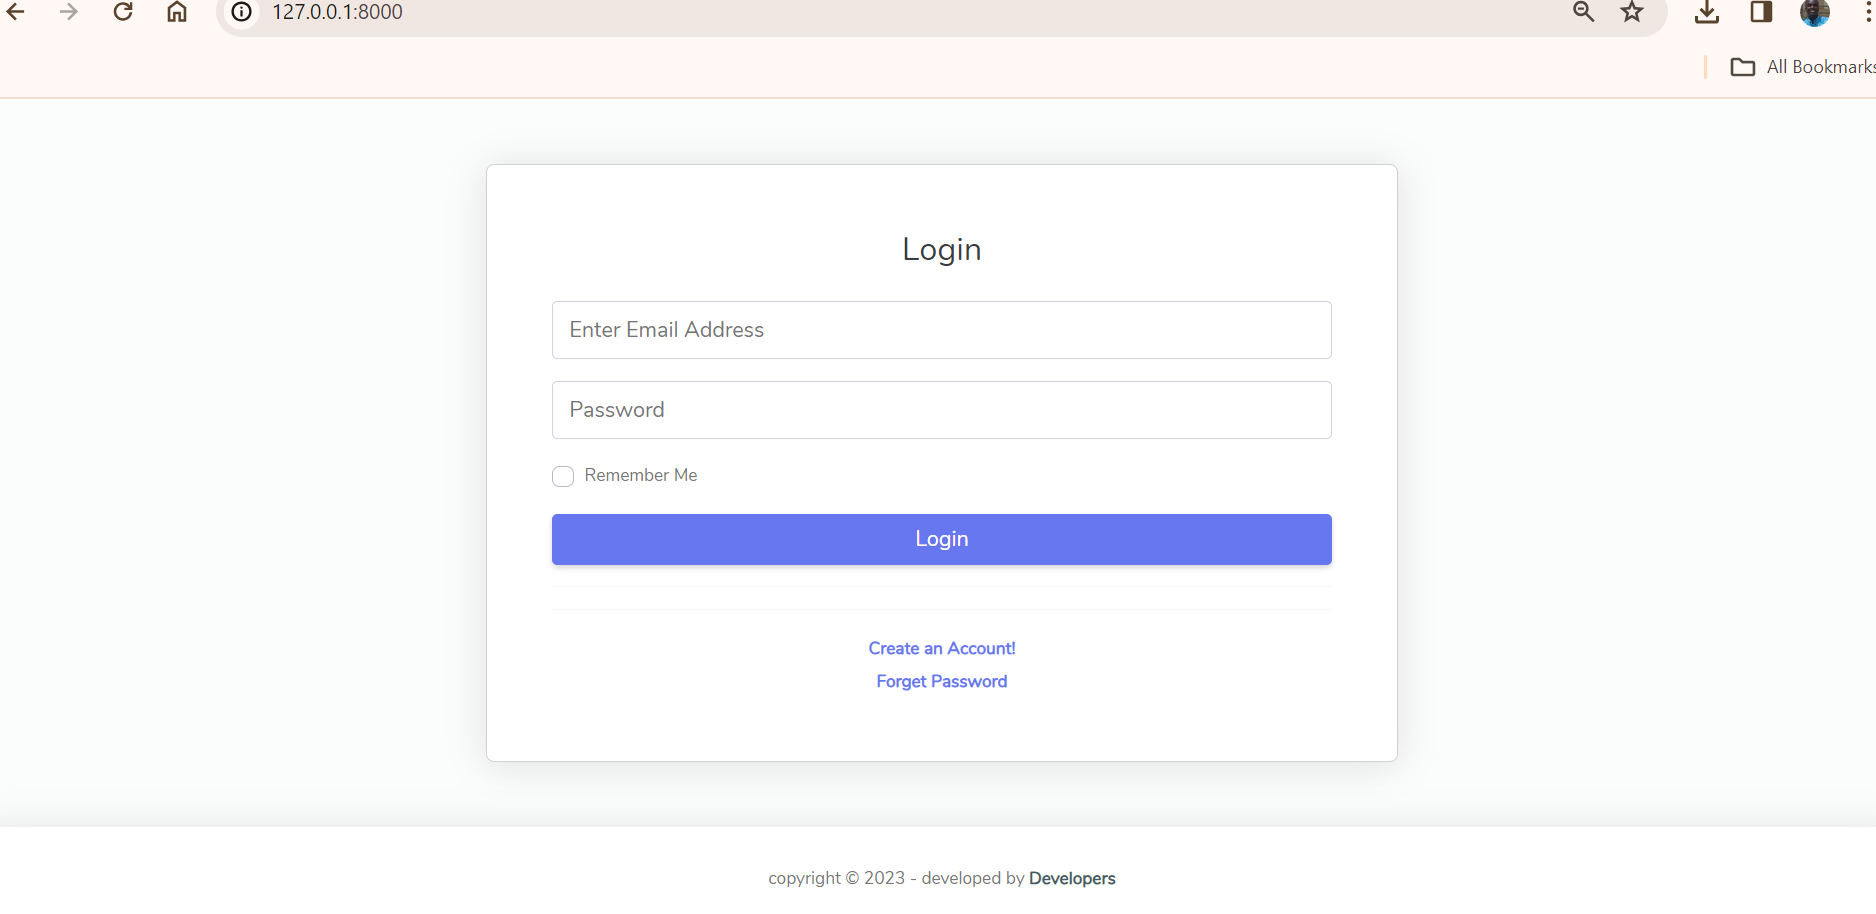 127.0.0.1:8000
All Bookmarks
Login
Enter Email Address
Password
Remember Me
Login
Create an Account!
Forget Password
copyright © 2023 - developed by Developers